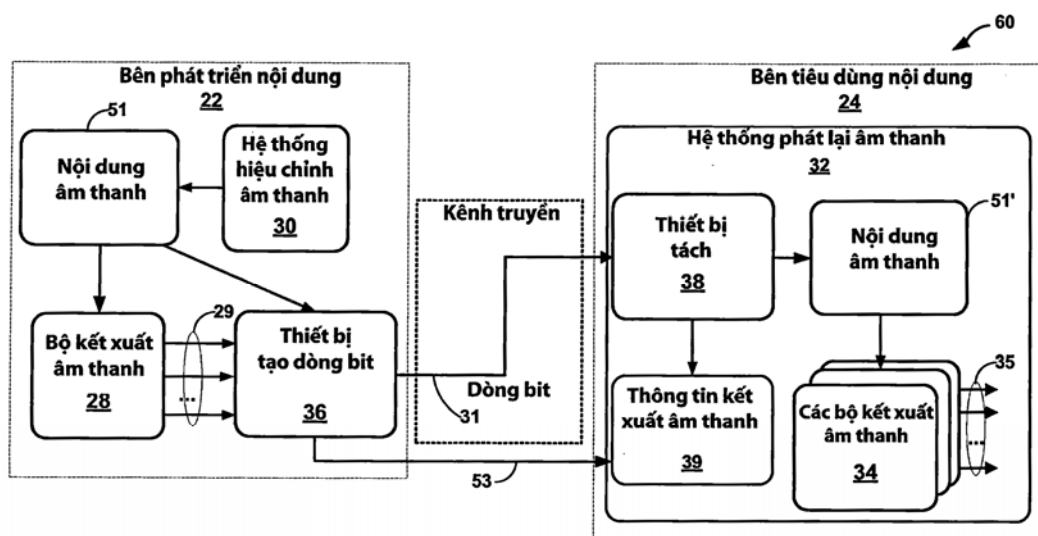 60
Bên phát triển nội dung
22
51
Nội dung
âm thanh
Hệ thống
hiệu chỉnh
âm thanh
30
Bộ kết xuất
âm thanh
28
29
...
Thiết bị
tạo dòng bit
36
Kênh truyền
Dòng bit
31
53
Bên tiêu dùng nội dung
24
Hệ thống phát lại âm thanh
32
Thiết bị
tách
38
51'
Nội dung
âm thanh
Thông tin kết
xuất âm thanh
39
Các bộ kết xuất
âm thanh
34
35
...